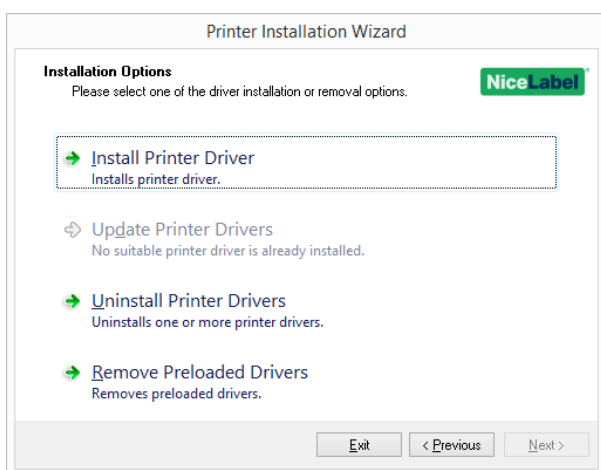 Printer Installation Wizard
Installation Options
Please select one of the driver installation or removal options.
NiceLabel
Install Printer Driver
Installs printer driver.
Update Printer Drivers
No suitable printer driver is already installed.
Uninstall Printer Drivers
Uninstalls one or more printer drivers.
Remove Preloaded Drivers
Removes preloaded drivers.
Exit
< Previous
Next >